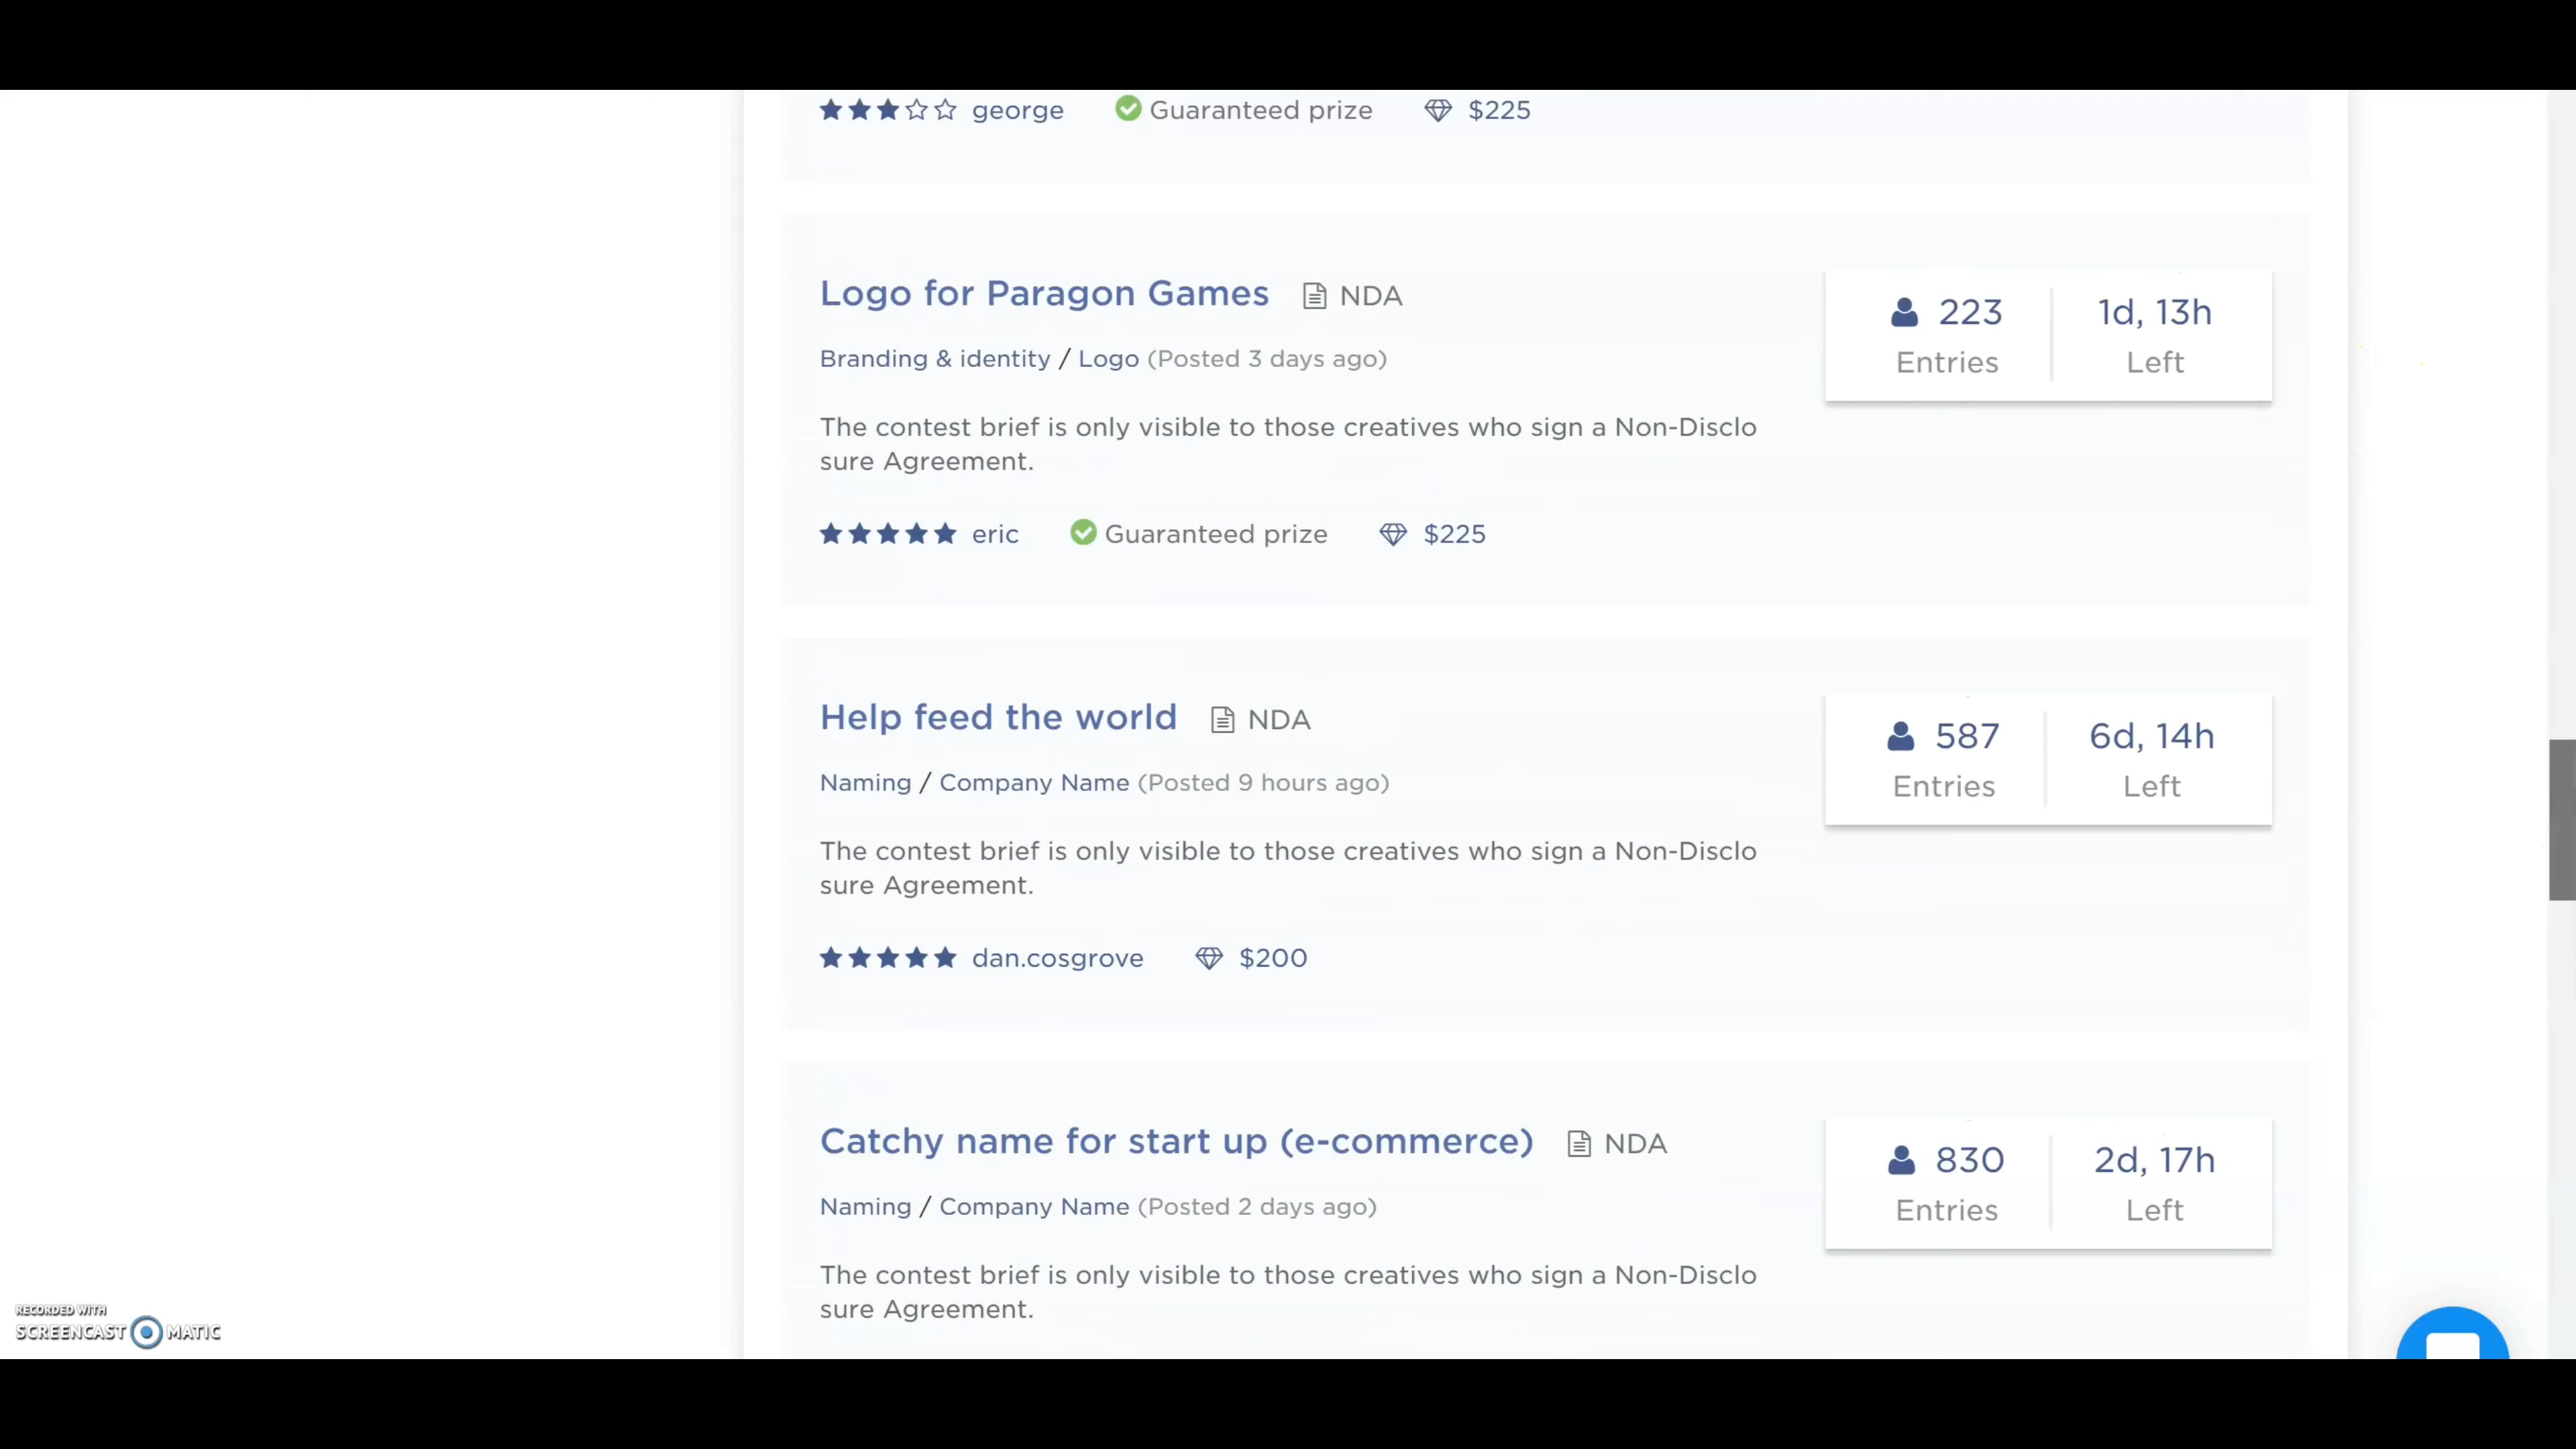 george Guaranteed prize $225
Logo for Paragon Games NDA
223 1d, 13h
Entries Left
Branding & identity / Logo (Posted 3 days ago)
The contest brief is only visible to those creatives who sign a Non-Disclo
sure Agreement.
eric Guaranteed prize $225
Help feed the world NDA
587 6d, 14h
Entries Left
Naming / Company Name (Posted 9 hours ago)
The contest brief is only visible to those creatives who sign a Non-Disclo
sure Agreement.
dan.cosgrove $200
Catchy name for start up (e-commerce) NDA
830 2d, 17h
Entries Left
Naming / Company Name (Posted 2 days ago)
The contest brief is only visible to those creatives who sign a Non-Disclo
sure Agreement.
RECORDED WITH
SCREENCAST MATIC